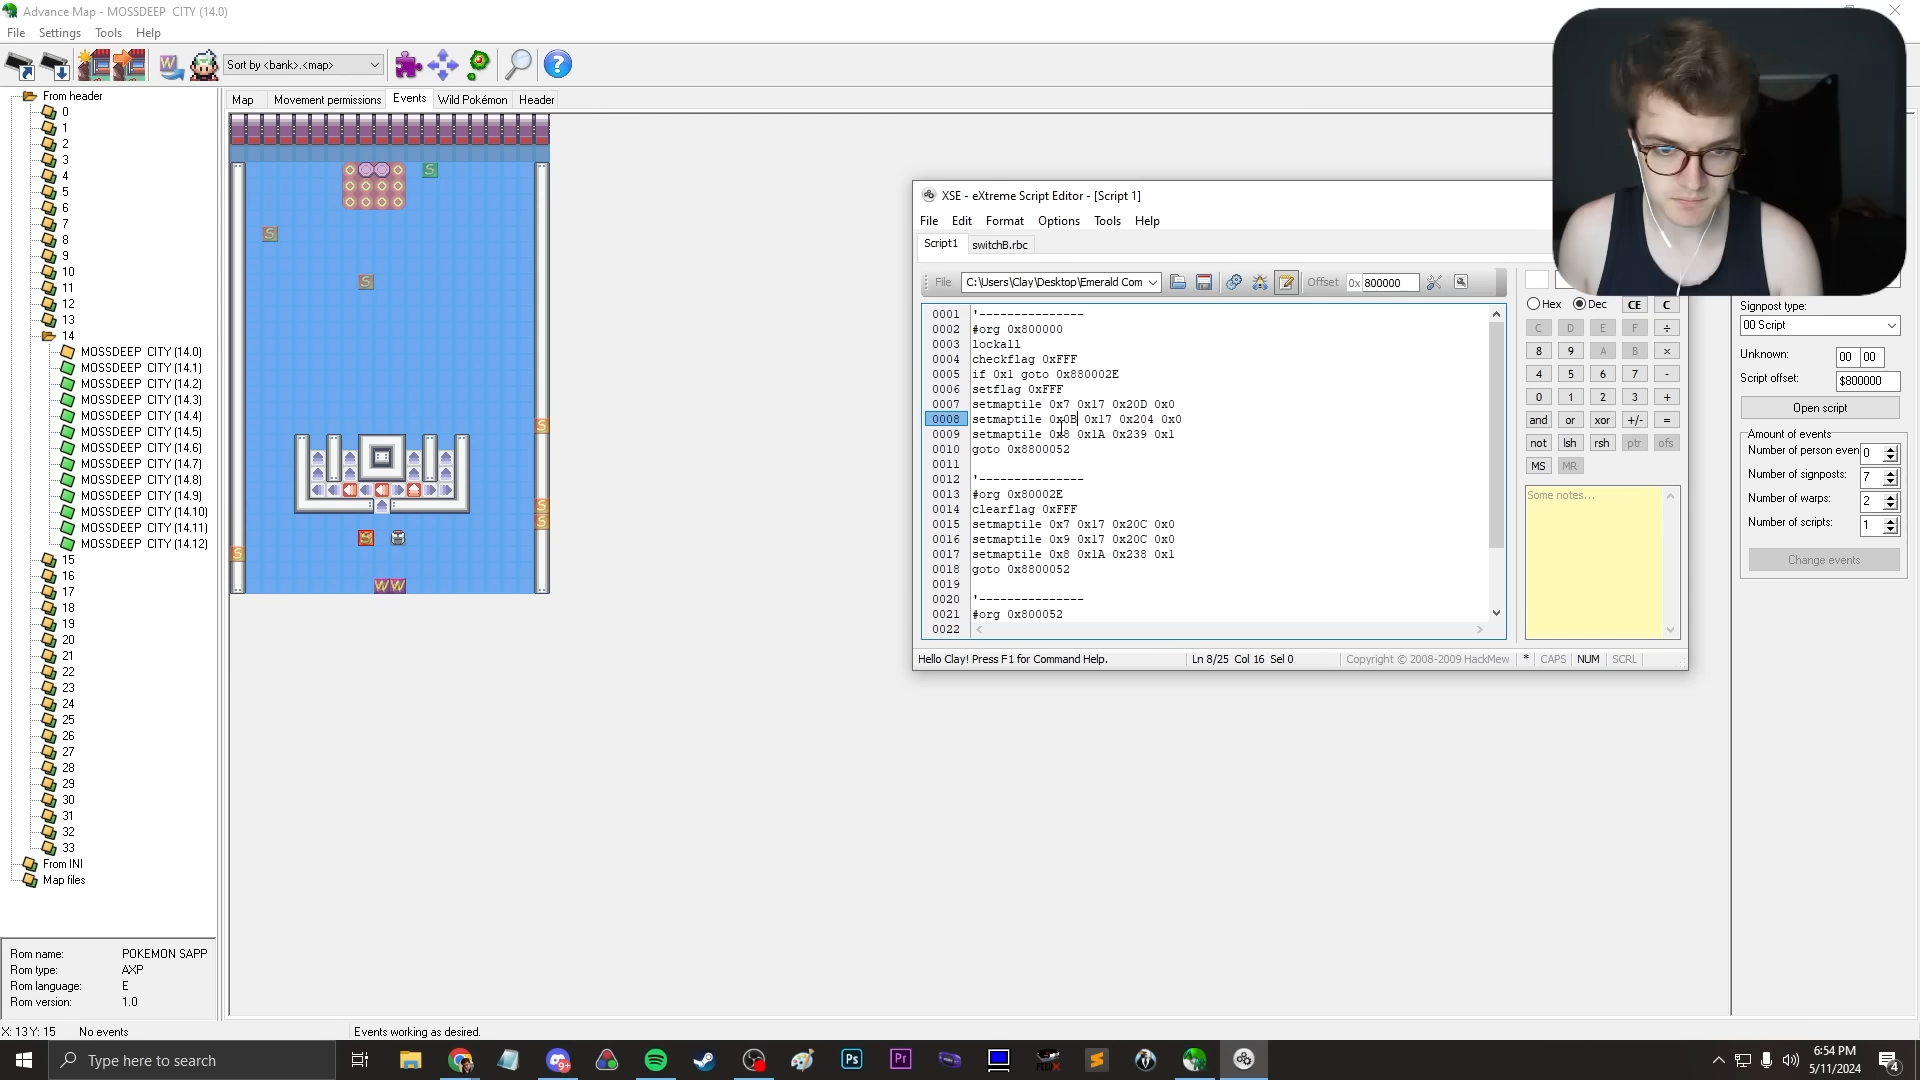 Advance Map - MOSSDEEP CITY (14.0)
File Settings Tools Help
Sort by <bank>.<map>
Map Movement permissions Events Wild Pokémon Header
From header
0
1
2
3
4
5
6
7
8
9
10
11
12
13
14
MOSSDEEP CITY (14.0)
MOSSDEEP CITY (14.1)
MOSSDEEP CITY (14.2)
MOSSDEEP CITY (14.3)
MOSSDEEP CITY (14.4)
MOSSDEEP CITY (14.5)
MOSSDEEP CITY (14.6)
MOSSDEEP CITY (14.7)
MOSSDEEP CITY (14.8)
MOSSDEEP CITY (14.9)
MOSSDEEP CITY (14.10)
MOSSDEEP CITY (14.11)
MOSSDEEP CITY (14.12)
15
16
17
18
19
20
21
22
23
24
25
26
27
28
29
30
31
32
33
From INI
Map files
Rom name: POKEMON SAPP
Rom type: AXP
Rom language: E
Rom version: 1.0
X: 13 Y: 15 No events Events working as desired.
S
S
S
S
S
S
S
S
WW
XSE - eXtreme Script Editor - [Script 1]
File Edit Format Options Tools Help
Script1 switchB.rbc
File C:\Users\Clay\Desktop\Emerald Com Offset 0x 800000
0001 '---------------
0002 #org 0x800000
0003 lockall
0004 checkflag 0xFFF
0005 if 0x1 goto 0x880002E
0006 setflag 0xFFF
0007 setmaptile 0x7 0x17 0x20D 0x0
0008 setmaptile 0x0B 0x17 0x204 0x0
0009 setmaptile 0x8 0x1A 0x239 0x1
0010 goto 0x8800052
0011
0012 '---------------
0013 #org 0x80002E
0014 clearflag 0xFFF
0015 setmaptile 0x7 0x17 0x20C 0x0
0016 setmaptile 0x9 0x17 0x20C 0x0
0017 setmaptile 0x8 0x1A 0x238 0x1
0018 goto 0x8800052
0019
0020 '---------------
0021 #org 0x800052
0022
Hello Clay! Press F1 for Command Help. Ln 8/25 Col 16 Sel 0 Copyright © 2008-2009 HackMew * CAPS NUM SCRL
Hex Dec CE C
C D E F ÷
8 9 A B ×
4 5 6 7 -
0 1 2 3 +
and or xor +/- =
not lsh rsh ptr ofs
MS MR
Some notes...
Signpost type:
00 Script
Unknown: 00 00
Script offset: $800000
Open script
Amount of events
Number of person even 0
Number of signposts: 7
Number of warps: 2
Number of scripts: 1
Change events
Type here to search
9+
Ps
Pr
6:54 PM
5/11/2024
4